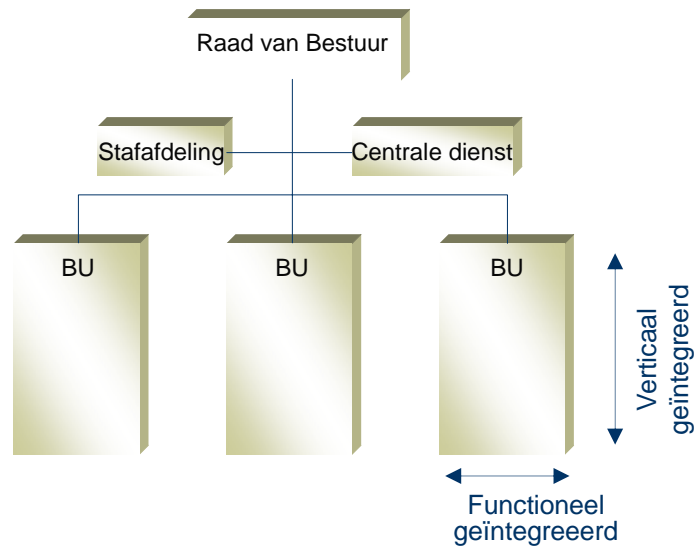 Raad van Bestuur
Stafafdeling
Centrale dienst
BU
BU
BU
Verticaal
geïntegreerd
Functioneel
geïntegreeerd